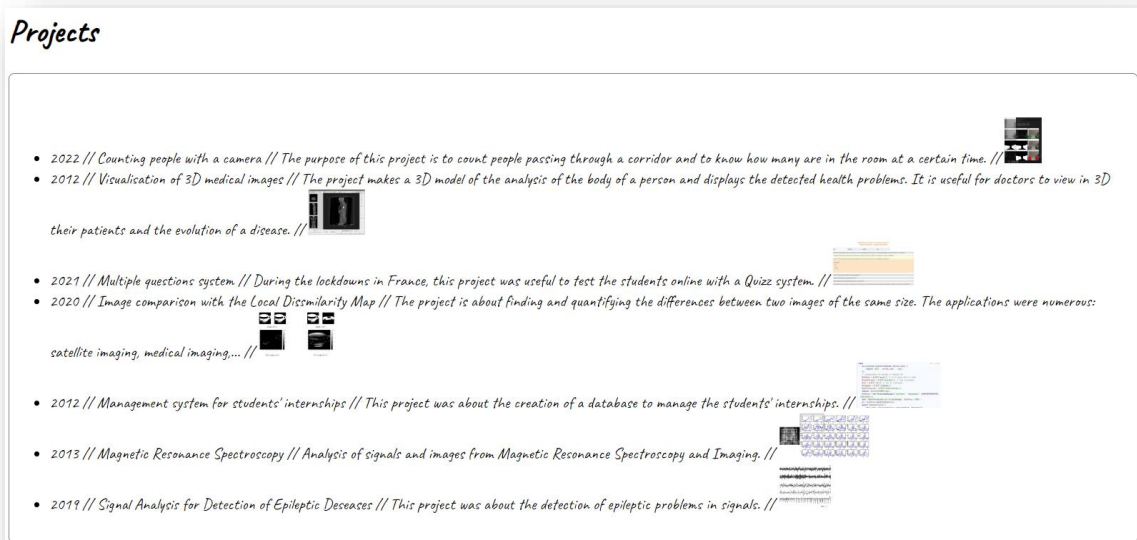 Projects
2022 // Counting people with a camera // The purpose of this project is to count people passing through a corridor and to know how many are in the room at a certain time. //
2012 // Visualisation of 3D medical images // The project makes a 3D model of the analysis of the body of a person and displays the detected health problems. It is useful for doctors to view in 3D
their patients and the evolution of a disease. //
2021 // Multiple questions system // During the lockdowns in France, this project was useful to test the students online with a Quizz system. //
2020 // Image comparison with the Local Dissmilarity Map // The project is about finding and quantifying the differences between two images of the same size. The applications were numerous:
satellite imaging, medical imaging,... //
2012 // Management system for students' internships // This project was about the creation of a database to manage the students' internships. //
2013 // Magnetic Resonance Spectroscopy // Analysis of signals and images from Magnetic Resonance Spectroscopy and Imaging. //
2019 // Signal Analysis for Detection of Epileptic Deseases // This project was about the detection of epileptic problems in signals. //